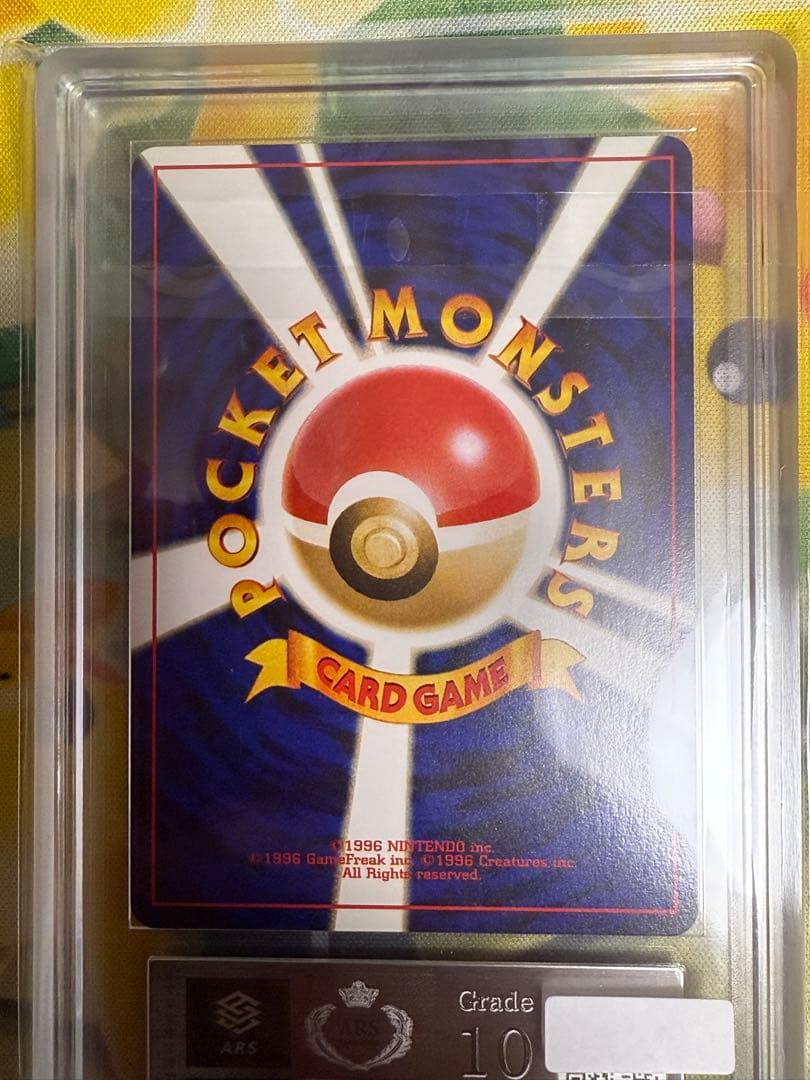 POCKET MONSTERS
CARD GAME
©1996 NINTENDO inc.
©1996 GameFreak inc. ©1996 Creatures inc.
All Rights reserved.
ARS
ARS
Grade
10